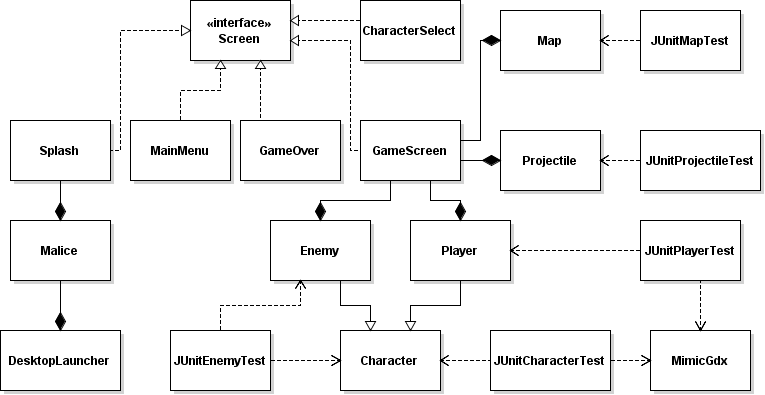 «interface»
Screen
CharacterSelect
Map
JUnitMapTest
Splash
MainMenu
GameOver
GameScreen
Projectile
JUnitProjectileTest
Malice
Enemy
Player
JUnitPlayerTest
DesktopLauncher
JUnitEnemyTest
Character
JUnitCharacterTest
MimicGdx